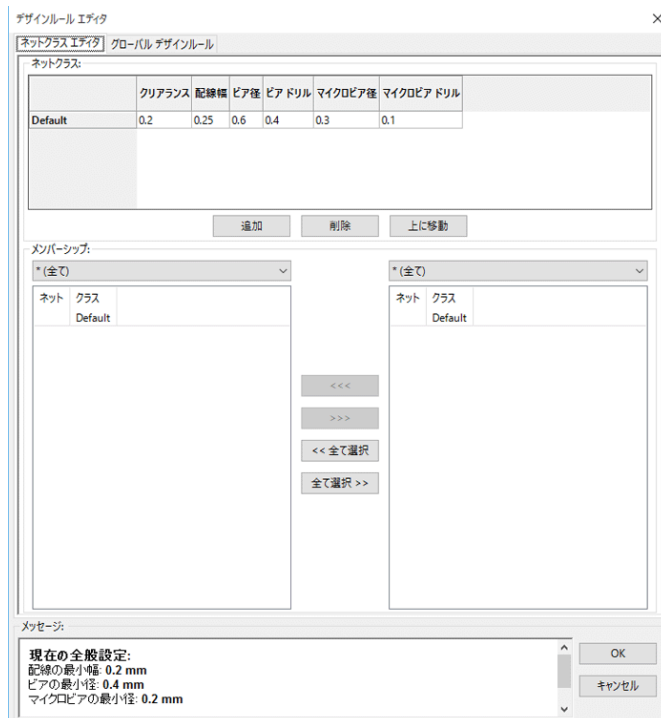 デザインルール エディタ
ネットクラス エディタ グローバル デザインルール
ネットクラス:
クリアランス 配線幅 ビア径 ビア ドリル マイクロビア径 マイクロビア ドリル
Default 0.2 0.25 0.6 0.4 0.3 0.1
追加 削除 上に移動
メンバーシップ:
* (全て) * (全て)
ネット クラス ネット クラス
Default Default
<<<
>>>
<< 全て選択
全て選択 >>
メッセージ:
現在の全般設定:
配線の最小幅: 0.2 mm
ビアの最小径: 0.4 mm
マイクロビアの最小径: 0.2 mm
OK
キャンセル